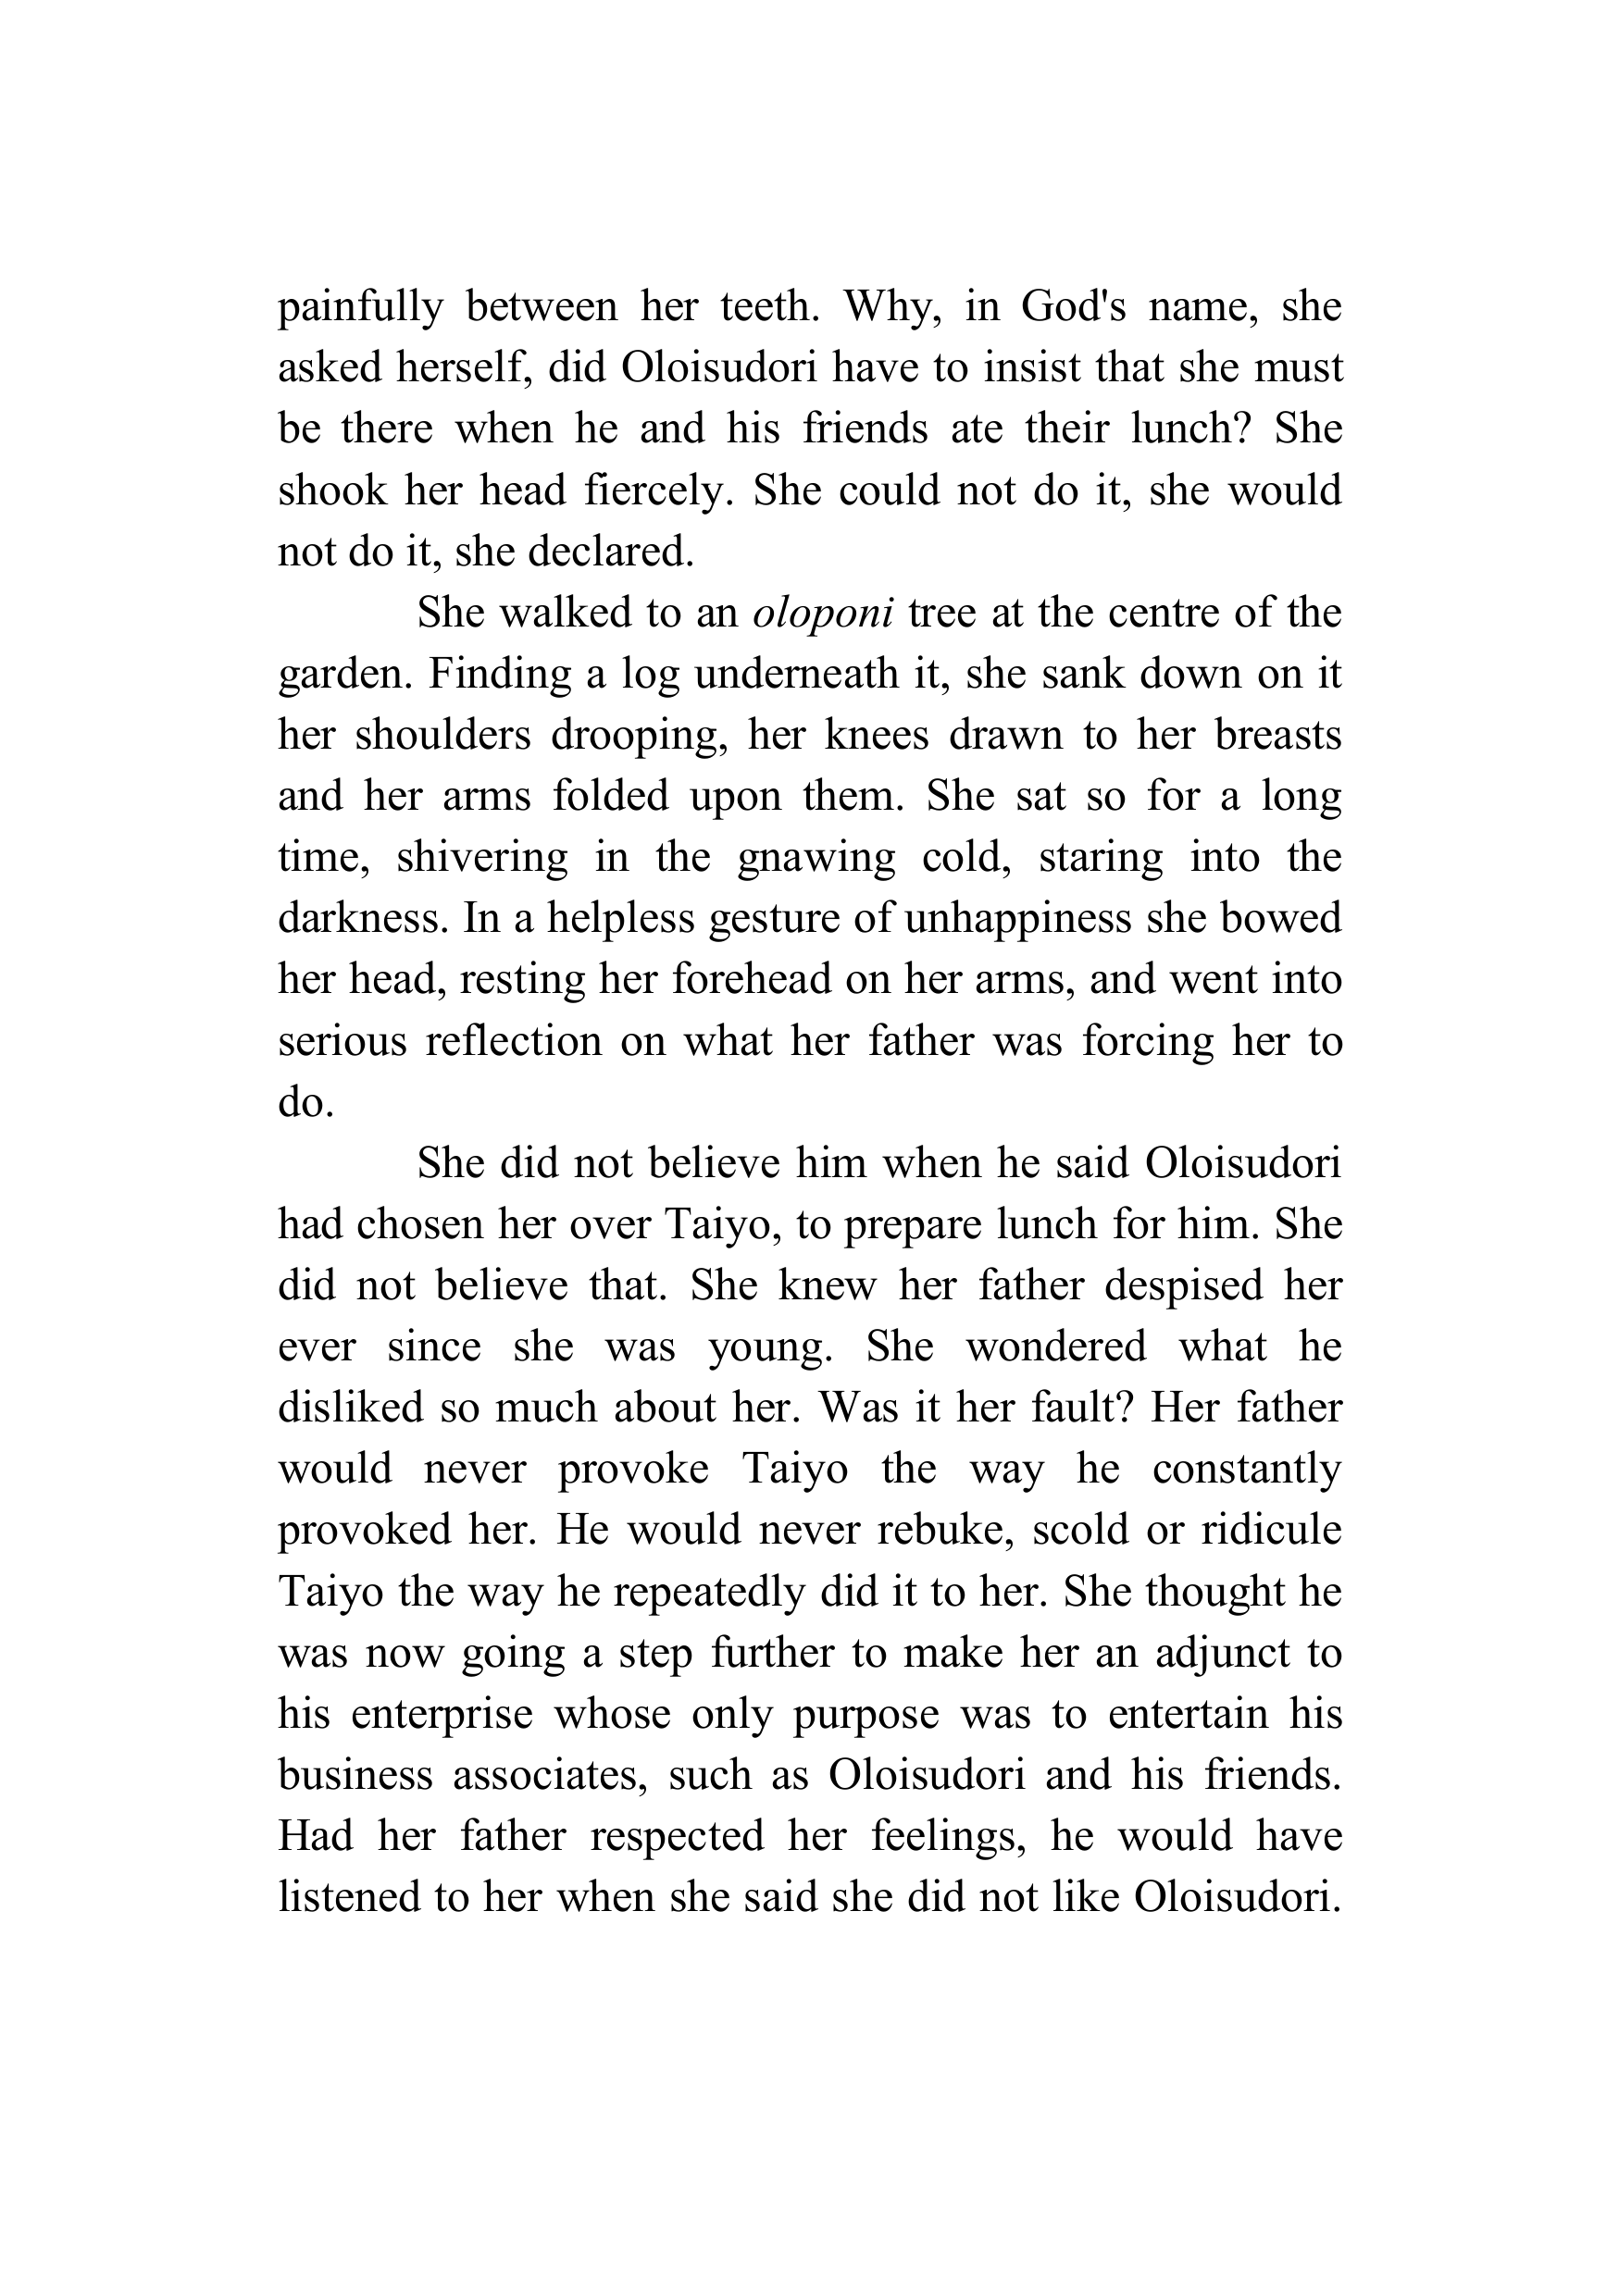 painfully between her teeth. Why, in God's name, she
asked herself, did Oloisudori have to insist that she must
be there when he and his friends ate their lunch? She
shook her head fiercely. She could not do it, she would
not do it, she declared.
She walked to an oloponi tree at the centre of the
garden. Finding a log underneath it, she sank down on it
her shoulders drooping, her knees drawn to her breasts
and her arms folded upon them. She sat so for a long
time, shivering in the gnawing cold, staring into the
darkness. In a helpless gesture of unhappiness she bowed
her head, resting her forehead on her arms, and went into
serious reflection on what her father was forcing her to
do.
She did not believe him when he said Oloisudori
had chosen her over Taiyo, to prepare lunch for him. She
did not believe that. She knew her father despised her
ever since she was young. She wondered what he
disliked so much about her. Was it her fault? Her father
would never provoke Taiyo the way he constantly
provoked her. He would never rebuke, scold or ridicule
Taiyo the way he repeatedly did it to her. She thought he
was now going a step further to make her an adjunct to
his enterprise whose only purpose was to entertain his
business associates, such as Oloisudori and his friends.
Had her father respected her feelings, he would have
listened to her when she said she did not like Oloisudori.